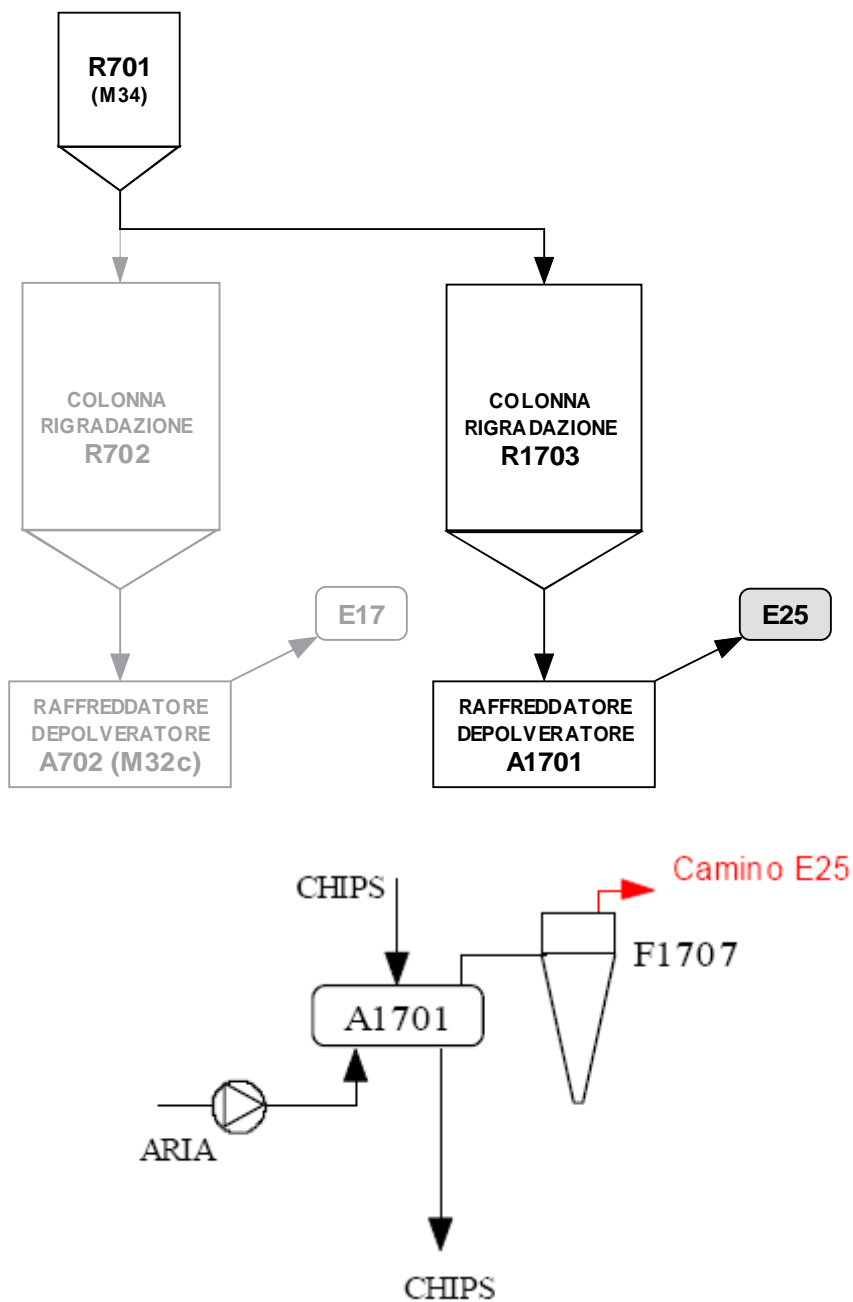 R701
(M34)
COLONNA
RIGRADAZIONE
R702
COLONNA
RIGRADAZIONE
R1703
E17
E25
RAFFREDDATORE
DEPOLVERATORE
A702 (M32c)
RAFFREDDATORE
DEPOLVERATORE
A1701
Camino E25
CHIPS
F1707
A1701
ARIA
CHIPS